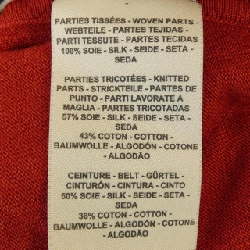 PARTIES TISSÉES - WOVEN PARTS
WEBTEILE - PARTES TEJIDAS -
PARTI TESSUTE - PARTES TECIDAS
100% SOIE - SILK - SEIDE - SETA -
SEDA
PARTIES TRICOTÉES - KNITTED
PARTS - STRICKTEILE - PARTES DE
PUNTO - PARTI LAVORATE A
MAGLIA - PARTES TRICOTADAS
57% SOIE - SILK - SEIDE - SETA -
SEDA
43% COTON - COTTON -
BAUMWOLLE - ALGODÓN - COTONE
- ALGODÃO
CEINTURE - BELT - GÜRTEL -
CINTURÓN - CINTURA - CINTO
60% SOIE - SILK - SEIDE - SETA -
SEDA
38% COTON - COTTON -
BAUMWOLLE - ALGODÓN - COTONE
- ALGODÃO